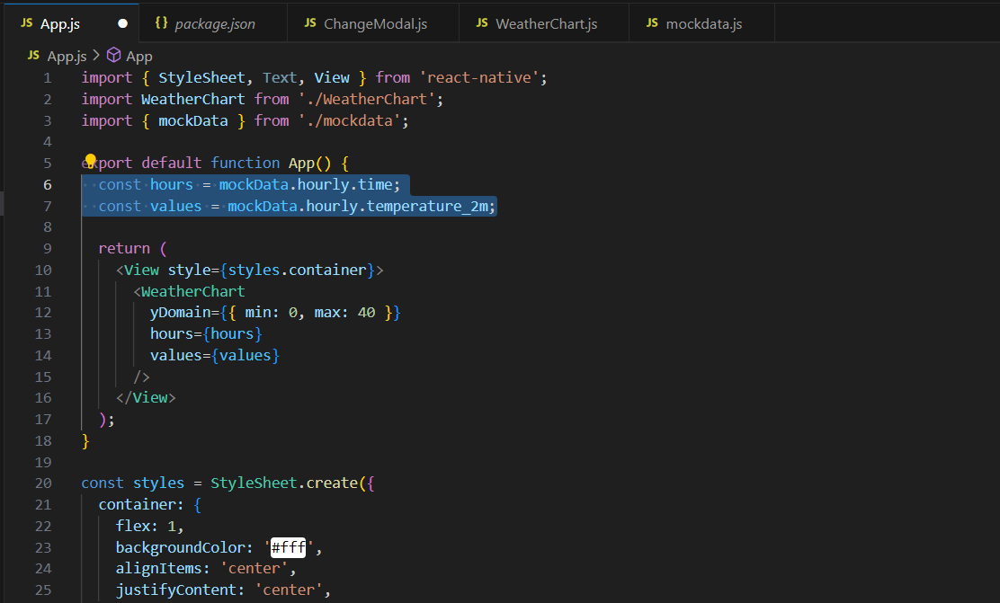 JS App.js ● {} package.json JS ChangeModal.js JS WeatherChart.js JS mockdata.js
JS App.js > App
1 import { StyleSheet, Text, View } from 'react-native';
2 import WeatherChart from './WeatherChart';
3 import { mockData } from './mockdata';
4
5 export default function App() {
6 const hours = mockData.hourly.time;
7 const values = mockData.hourly.temperature_2m;
8
9 return (
10 <View style={styles.container}>
11 <WeatherChart
12 yDomain={{ min: 0, max: 40 }}
13 hours={hours}
14 values={values}
15 />
16 </View>
17 );
18 }
19
20 const styles = StyleSheet.create({
21 container: {
22 flex: 1,
23 backgroundColor: '#fff',
24 alignItems: 'center',
25 justifyContent: 'center',